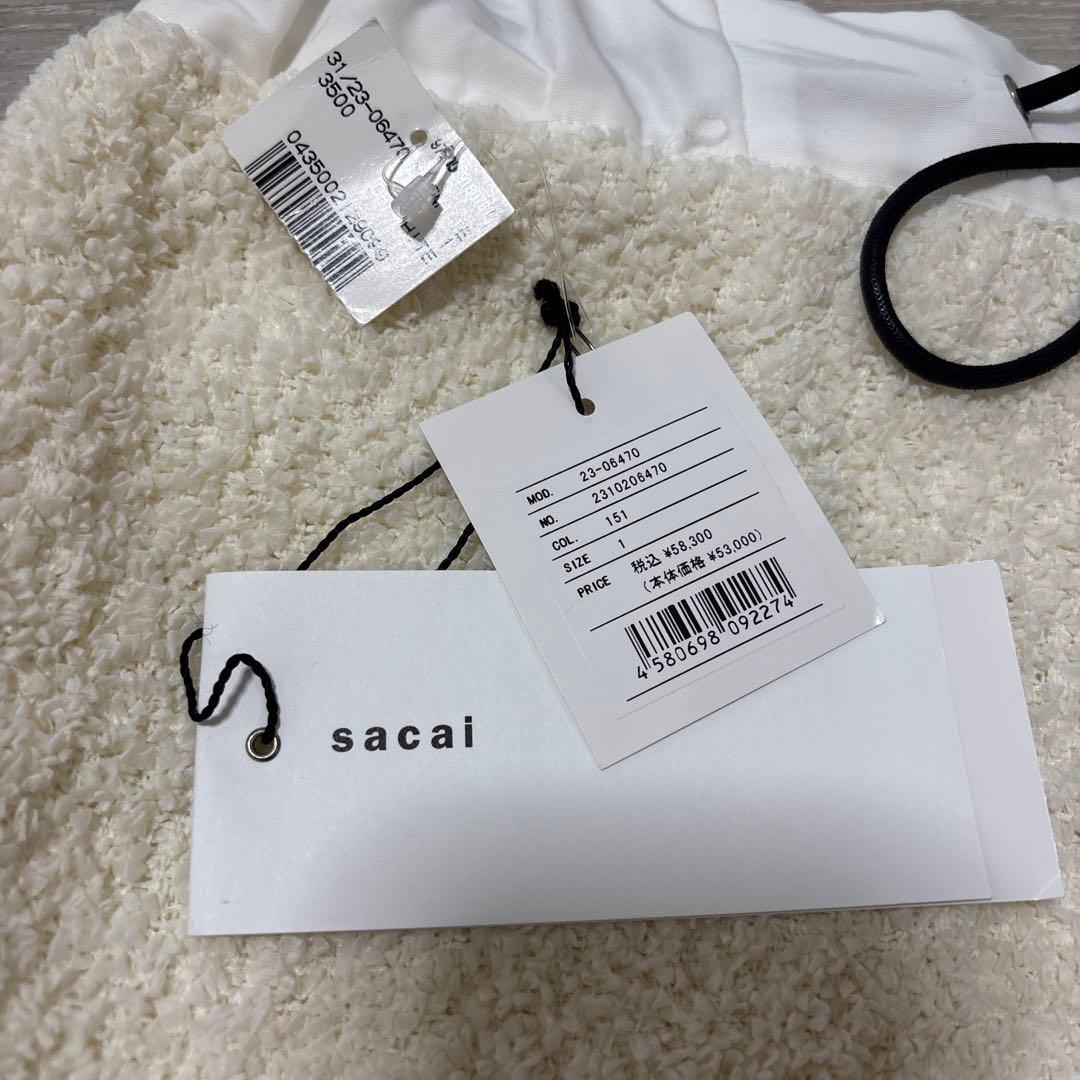 31/23-06470
3500
0435002
MOD. 23-06470
NO. 2310206470
COL. 151
SIZE 1
PRICE 税込 ¥58,300
(本体価格 ¥53,000)
4 580698 092274
sacai